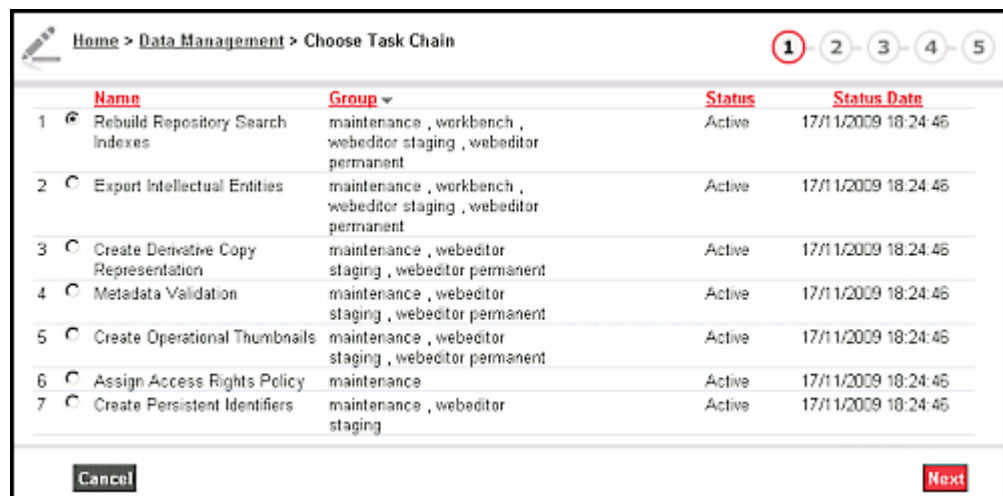 Home > Data Management > Choose Task Chain 1 2 3 4 5
Name Group Status Status Date
1 Rebuild Repository Search maintenance , workbench , Active 17/11/2009 18:24:46
Indexes webeditor staging , webeditor
permanent
2 Export Intellectual Entities maintenance , workbench , Active 17/11/2009 18:24:46
webeditor staging , webeditor
permanent
3 Create Derivative Copy maintenance , webeditor Active 17/11/2009 18:24:46
Representation staging , webeditor permanent
4 Metadata Validation maintenance , webeditor Active 17/11/2009 18:24:46
staging , webeditor permanent
5 Create Operational Thumbnails maintenance , webeditor Active 17/11/2009 18:24:46
staging , webeditor permanent
6 Assign Access Rights Policy maintenance Active 17/11/2009 18:24:46
7 Create Persistent Identifiers maintenance , webeditor Active 17/11/2009 18:24:46
staging
Cancel Next